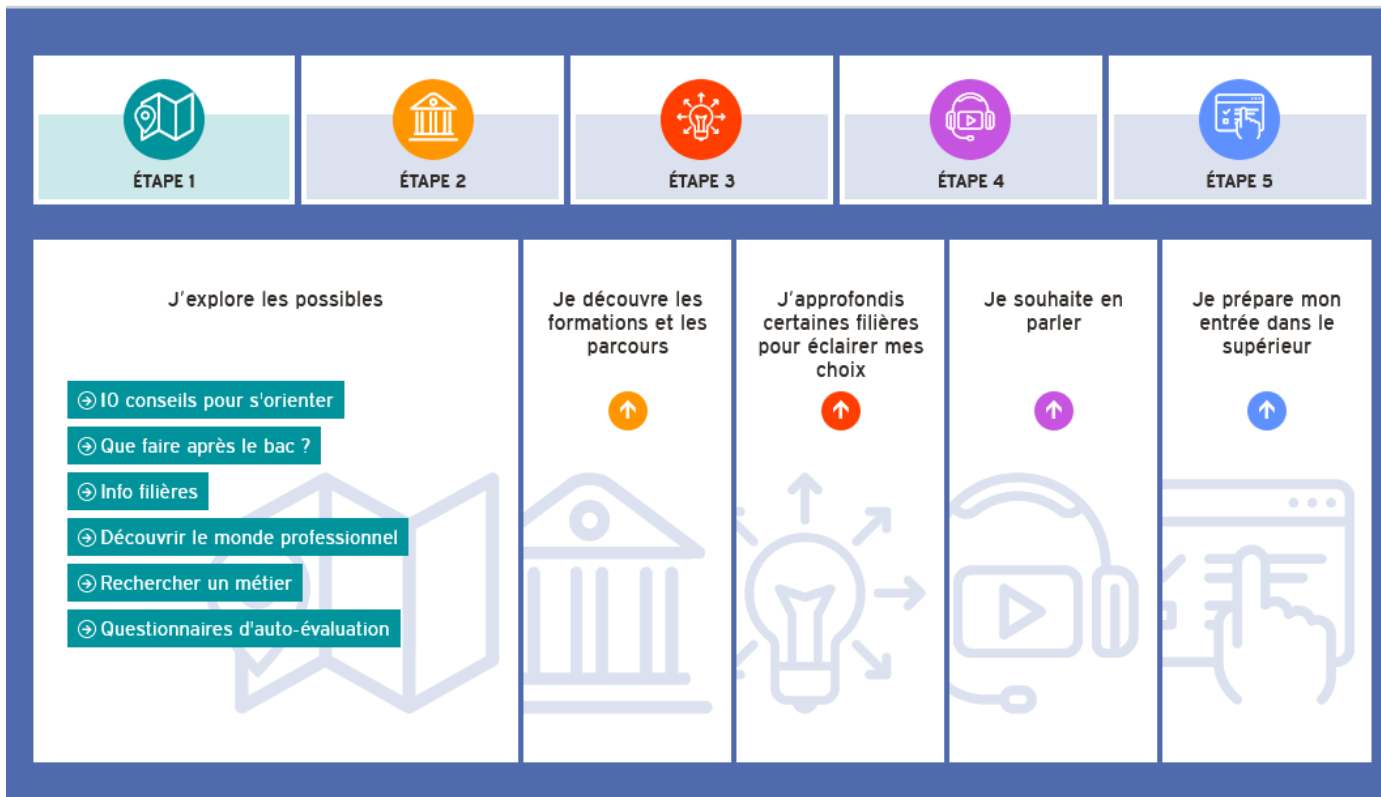 ÉTAPE 1
ÉTAPE 2
ÉTAPE 3
ÉTAPE 4
ÉTAPE 5
J'explore les possibles
10 conseils pour s'orienter
Que faire après le bac ?
Info filières
Découvrir le monde professionnel
Rechercher un métier
Questionnaires d'auto-évaluation
Je découvre les
formations et les
parcours
J'approfondis
certaines filières
pour éclairer mes
choix
Je souhaite en
parler
Je prépare mon
entrée dans le
supérieur